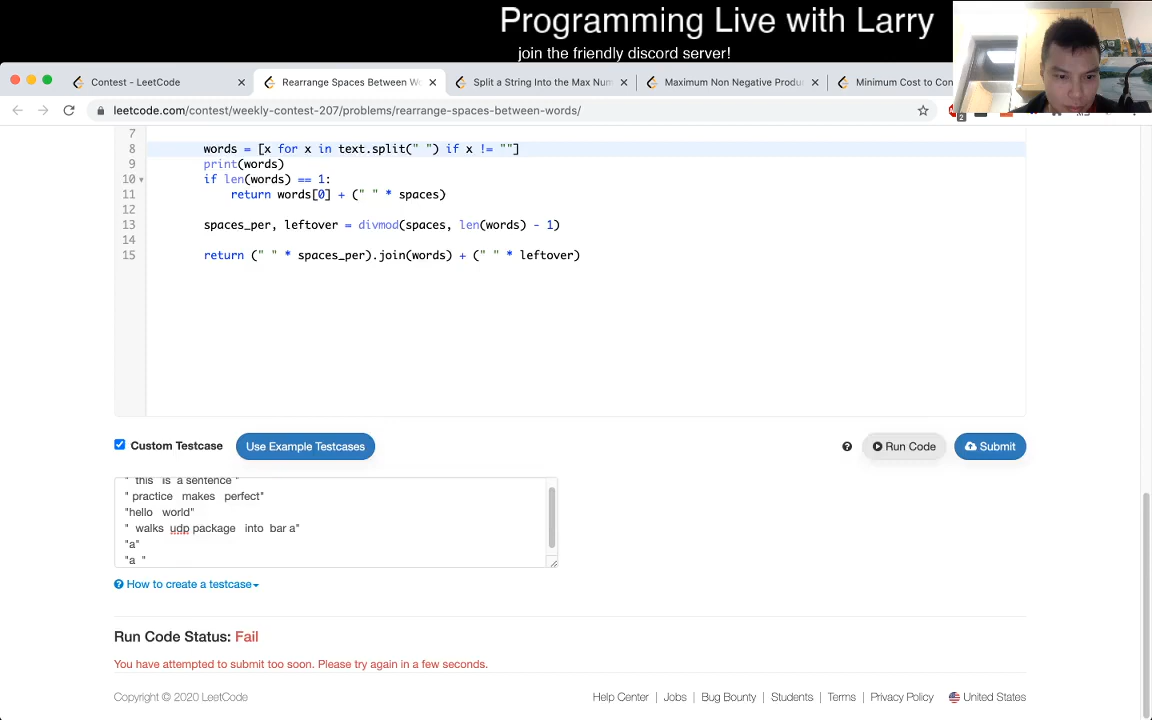 Programming Live with Larry
join the friendly discord server!
Contest - LeetCode
Rearrange Spaces Between W
Split a String Into the Max Num
Maximum Non Negative Produ
Minimum Cost to Con
leetcode.com/contest/weekly-contest-207/problems/rearrange-spaces-between-words/
2
7
8 words = [x for x in text.split(" ") if x != ""]
9 print(words)
10 if len(words) == 1:
11 return words[0] + (" " * spaces)
12
13 spaces_per, leftover = divmod(spaces, len(words) - 1)
14
15 return (" " * spaces_per).join(words) + (" " * leftover)
Custom Testcase
Use Example Testcases
Run Code
Submit
"  this   is  a sentence "
" practice   makes   perfect"
"hello   world"
"  walks  udp package   into  bar a"
"a"
"a  "
How to create a testcase
Run Code Status: Fail
You have attempted to submit too soon. Please try again in a few seconds.
Copyright © 2020 LeetCode
Help Center | Jobs | Bug Bounty | Students | Terms | Privacy Policy
United States